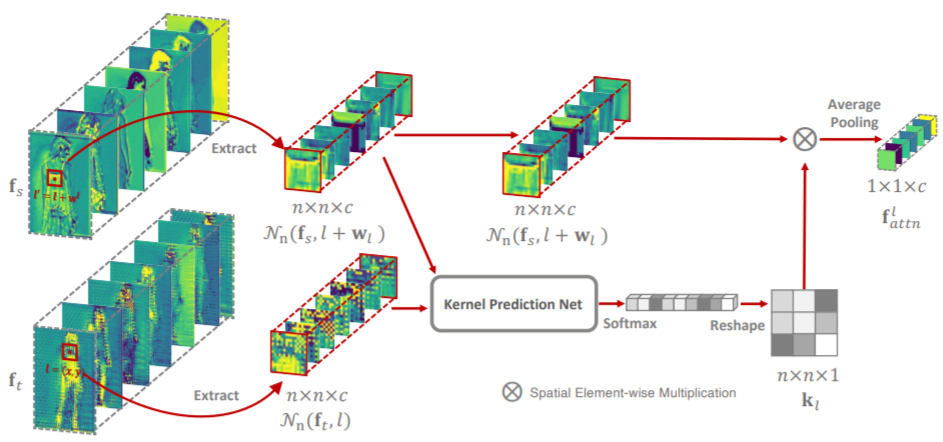 f_s
l' = l + w^l
Extract
n×n×c
𝒩_n(f_s, l + w_l )
n×n×c
𝒩_n(f_s, l + w_l )
Average
Pooling
1×1×c
f^l_attn
f_t
l = (x, y)
Extract
n×n×c
𝒩_n(f_t, l)
Kernel Prediction Net
Softmax
Reshape
n×n×1
k_l
⊗ Spatial Element-wise Multiplication